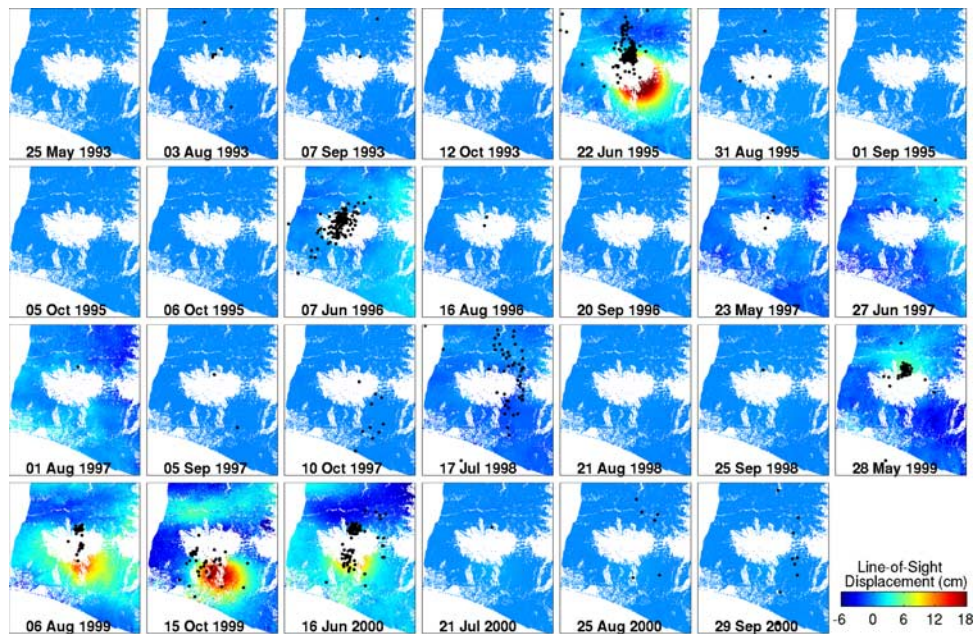 25 May 1993
03 Aug 1993
07 Sep 1993
12 Oct 1993
22 Jun 1995
31 Aug 1995
01 Sep 1995
05 Oct 1995
06 Oct 1995
07 Jun 1996
16 Aug 1998
20 Sep 1996
23 May 1997
27 Jun 1997
01 Aug 1997
05 Sep 1997
10 Oct 1997
17 Jul 1998
21 Aug 1998
25 Sep 1998
28 May 1999
06 Aug 1999
15 Oct 1999
16 Jun 2000
21 Jul 2000
25 Aug 2000
29 Sep 2000
Line-of-Sight
Displacement (cm)
-6 0 6 12 18